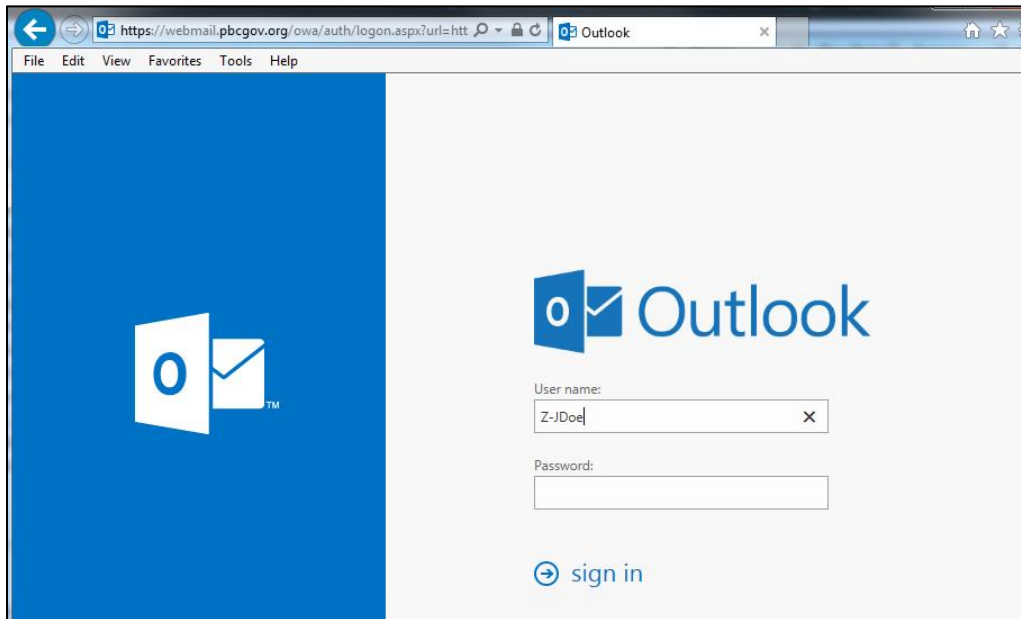 https://webmail.pbcgov.org/owa/auth/logon.aspx?url=htt
Outlook
File Edit View Favorites Tools Help
Outlook
TM
User name:
Z-JDoe
Password:
sign in